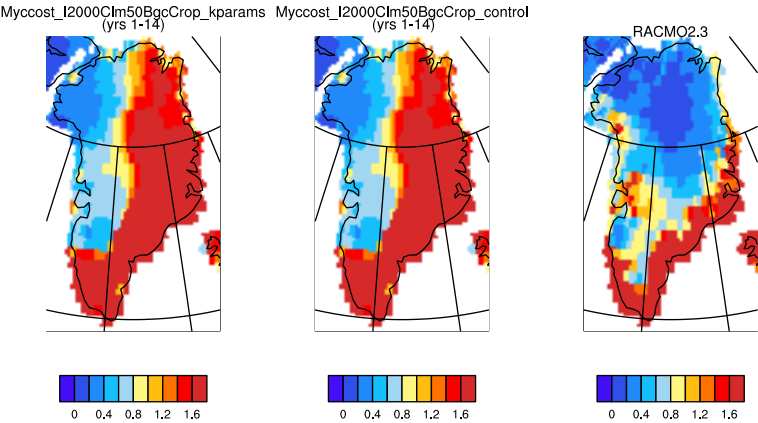 Myccost_I2000Clm50BgcCrop_kparams
(yrs 1-14)
Myccost_I2000Clm50BgcCrop_control
(yrs 1-14)
RACMO2.3
0 0.4 0.8 1.2 1.6
0 0.4 0.8 1.2 1.6
0 0.4 0.8 1.2 1.6